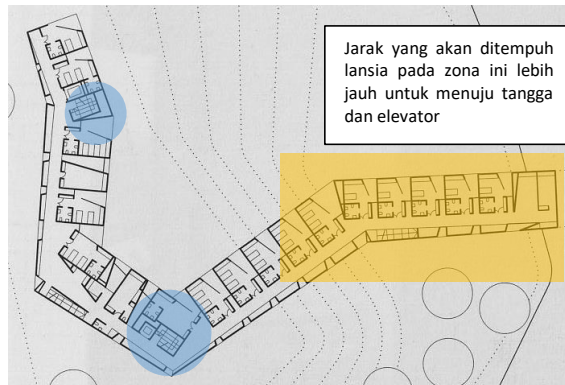 Jarak yang akan ditempuh
lansia pada zona ini lebih
jauh untuk menuju tangga
dan elevator